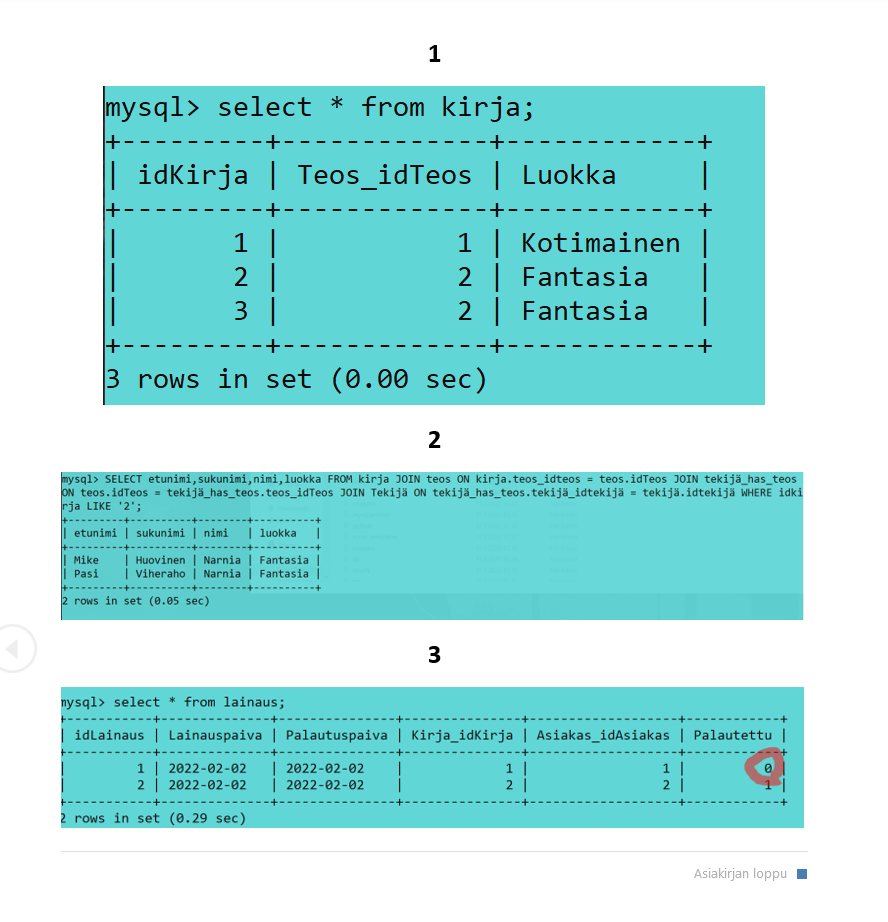 1
mysql> select * from kirja;
+---------+-------------+------------+
| idKirja | Teos_idTeos | Luokka     |
+---------+-------------+------------+
|       1 |           1 | Kotimainen |
|       2 |           2 | Fantasia   |
|       3 |           2 | Fantasia   |
+---------+-------------+------------+
3 rows in set (0.00 sec)
2
mysql> SELECT etunimi,sukunimi,nimi,luokka FROM kirja JOIN teos ON kirja.teos_idteos = teos.idTeos JOIN tekijä_has_teos
ON teos.idTeos = tekijä_has_teos.teos_idTeos JOIN Tekijä ON tekijä_has_teos.tekijä_idtekijä = tekijä.idtekijä WHERE idki
rja LIKE '2';
+---------+----------+--------+----------+
| etunimi | sukunimi | nimi   | luokka   |
+---------+----------+--------+----------+
| Mike    | Huovinen | Narnia | Fantasia |
| Pasi    | Viheraho | Narnia | Fantasia |
+---------+----------+--------+----------+
2 rows in set (0.05 sec)
3
mysql> select * from lainaus;
+-----------+--------------+---------------+---------------+-------------------+------------+
| idLainaus | Lainauspaiva | Palautuspaiva | Kirja_idKirja | Asiakas_idAsiakas | Palautettu |
+-----------+--------------+---------------+---------------+-------------------+------------+
|         1 | 2022-02-02   | 2022-02-02    |             1 |                 1 |          0 |
|         2 | 2022-02-02   | 2022-02-02    |             2 |                 2 |          1 |
+-----------+--------------+---------------+---------------+-------------------+------------+
2 rows in set (0.29 sec)
Asiakirjan loppu